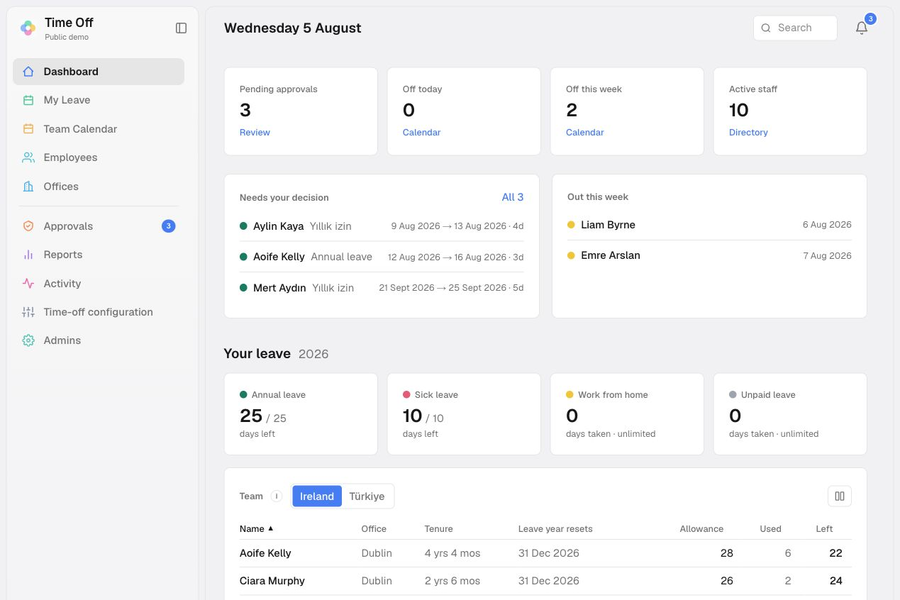 Time Off
Public demo
Dashboard
My Leave
Team Calendar
Employees
Offices
Approvals 3
Reports
Activity
Time-off configuration
Admins
Wednesday 5 August
Search
3
Pending approvals
3
Review
Off today
0
Calendar
Off this week
2
Calendar
Active staff
10
Directory
Needs your decision All 3
Aylin Kaya Yıllık izin 9 Aug 2026 → 13 Aug 2026 · 4d
Aoife Kelly Annual leave 12 Aug 2026 → 16 Aug 2026 · 3d
Mert Aydın Yıllık izin 21 Sept 2026 → 25 Sept 2026 · 5d
Out this week
Liam Byrne 6 Aug 2026
Emre Arslan 7 Aug 2026
Your leave 2026
Annual leave
25 / 25
days left
Sick leave
10 / 10
days left
Work from home
0
days taken · unlimited
Unpaid leave
0
days taken · unlimited
Team i Ireland Türkiye
Name ▲ Office Tenure Leave year resets Allowance Used Left
Aoife Kelly Dublin 4 yrs 4 mos 31 Dec 2026 28 6 22
Ciara Murphy Dublin 2 yrs 6 mos 31 Dec 2026 26 2 24